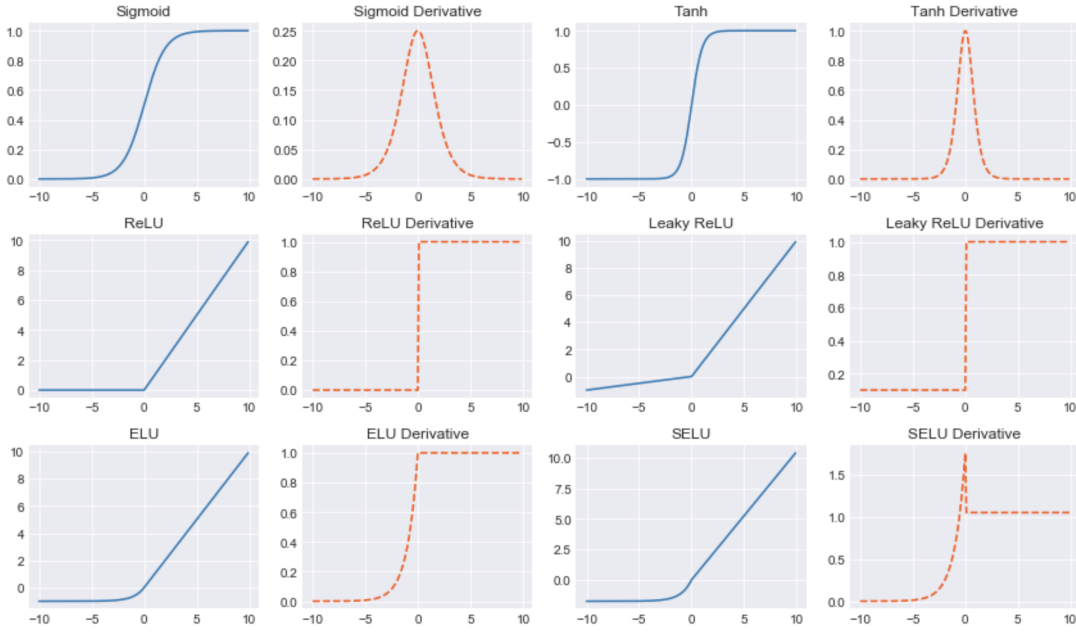 Sigmoid
1.0
0.8
0.6
0.4
0.2
0.0
−10 −5 0 5 10
Sigmoid Derivative
0.25
0.20
0.15
0.10
0.05
0.00
−10 −5 0 5 10
Tanh
1.0
0.5
0.0
−0.5
−1.0
−10 −5 0 5 10
Tanh Derivative
1.0
0.8
0.6
0.4
0.2
0.0
−10 −5 0 5 10
ReLU
10
8
6
4
2
0
−10 −5 0 5 10
ReLU Derivative
1.0
0.8
0.6
0.4
0.2
0.0
−10 −5 0 5 10
Leaky ReLU
10
8
6
4
2
0
−10 −5 0 5 10
Leaky ReLU Derivative
1.0
0.8
0.6
0.4
0.2
−10 −5 0 5 10
ELU
10
8
6
4
2
0
−10 −5 0 5 10
ELU Derivative
1.0
0.8
0.6
0.4
0.2
0.0
−10 −5 0 5 10
SELU
10.0
7.5
5.0
2.5
0.0
−10 −5 0 5 10
SELU Derivative
1.5
1.0
0.5
0.0
−10 −5 0 5 10